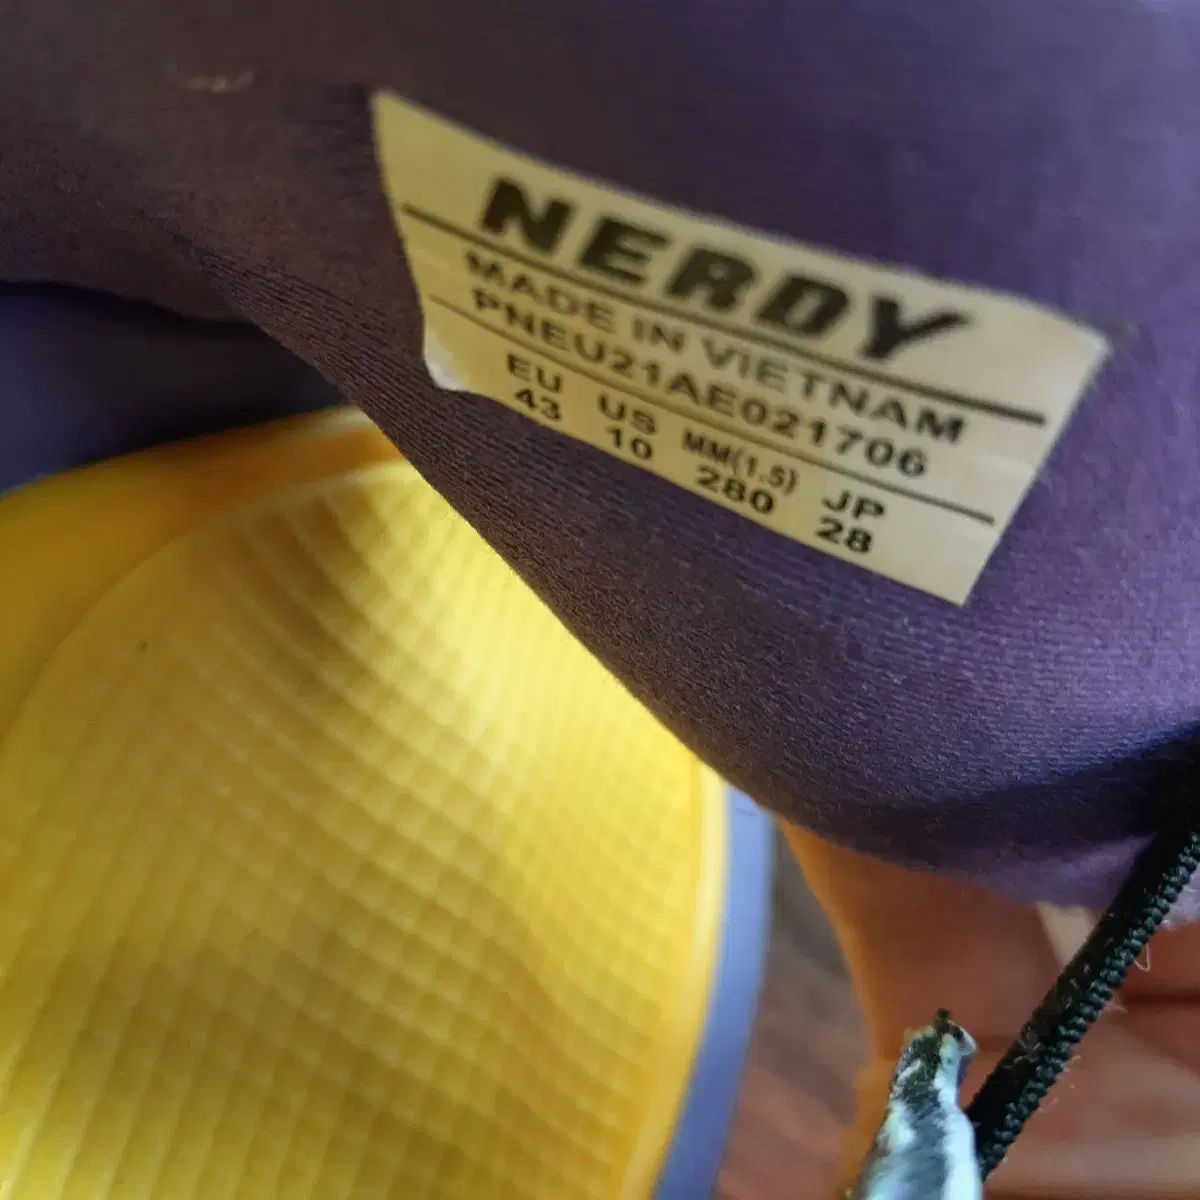 NERDY
MADE IN VIETNAM
PNEU21AE021706
EU US MM(1.5) JP
43 10 280 28